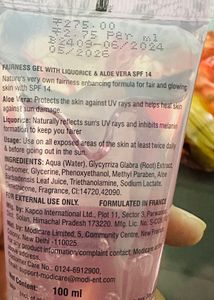 ₹275.00
₹2.75 Per ml
2409-06/2024
05/2026
FAIRNESS GEL WITH LIQUORICE & ALOE VERA SPF 14
Nature's very own fairness enhancing formula for fair and glowing
skin with SPF 14.
Aloe Vera: Protects the skin against UV rays and helps heal skin
against sun damage.
Liquorice: Naturally reflects sun's UV rays and inhibits melanin
formation to keep you fairer.
Usage: Use on all exposed areas of the skin at least twice daily
before going out in the sun.
INGREDIENTS: Aqua (Water), Glycyrriza Glabra (Root) Extract,
Carbomer, Glycerine, Phenoxyethanol, Methyl Paraben, Aloe
Barbadensis Leaf Juice, Triethanolamine, Sodium Lactate,
Fragrance, CI.14720,42090.
FOR EXTERNAL USE ONLY. FORMULATED IN FRANCE.
by: Kapco International Ltd., Plot 11, Sector 3, Parwanoo,
Solan, Himachal Pradesh 173220. Mfg. Lic. No.
by: Modicare Limited, 5, Community Centre, New Friends
Colony, New Delhi - 110025
For any product information/complaint contact: Modicare
Customer Care No.: 0124-6912900,
support-modicare@modi-ent.com
100 ml